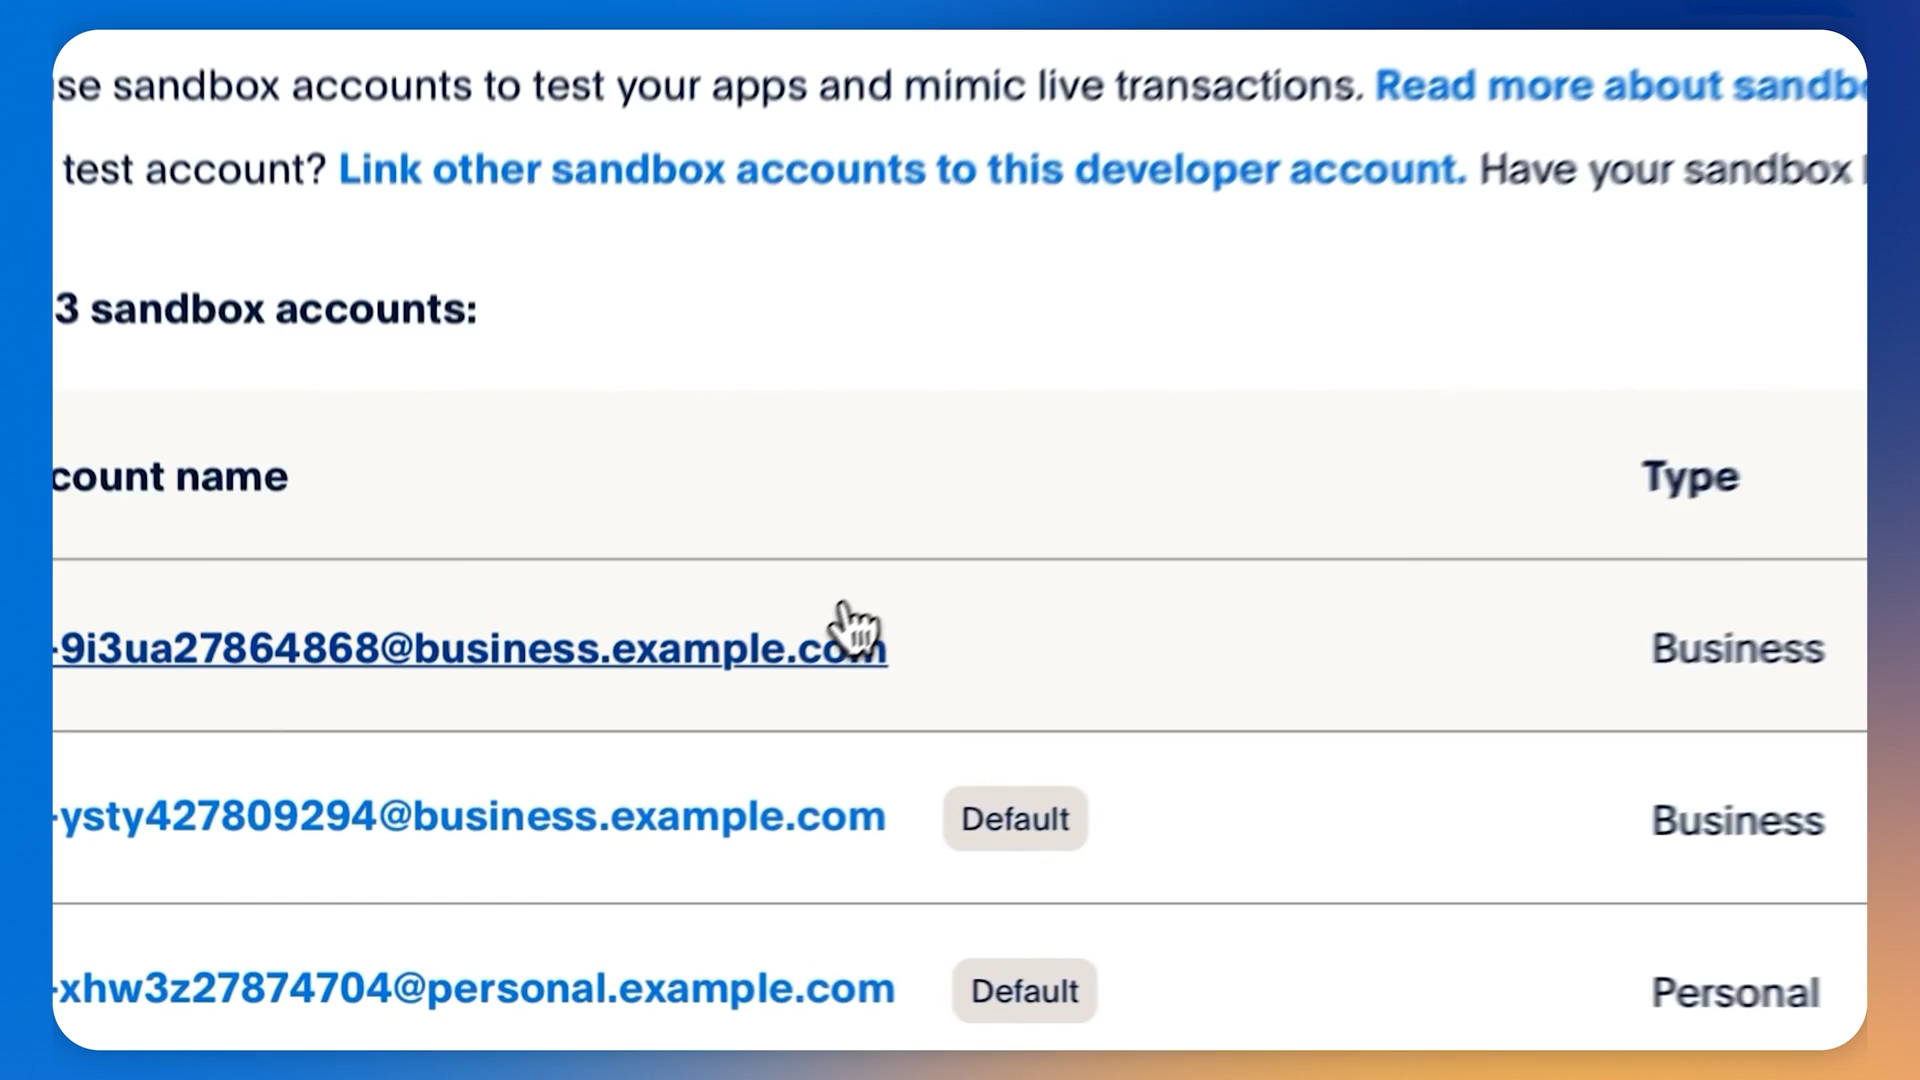 se sandbox accounts to test your apps and mimic live transactions. Read more about sandbo
test account? Link other sandbox accounts to this developer account. Have your sandbox
3 sandbox accounts:
count name Type
-9i3ua27864868@business.example.com Business
-ysty427809294@business.example.com Default Business
-xhw3z27874704@personal.example.com Default Personal